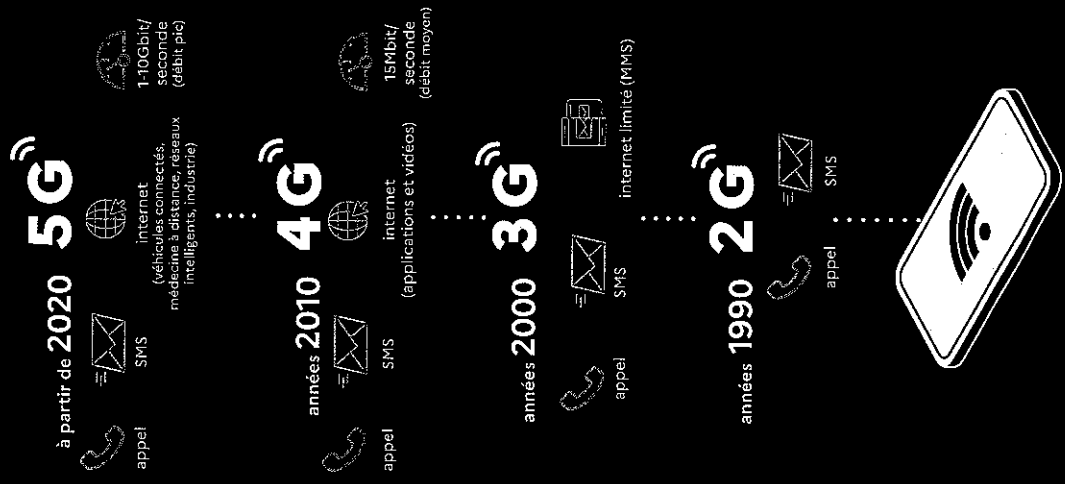 à partir de 2020 5G
appel
SMS
internet
(véhicules connectés,
médecine à distance, réseaux
intelligents, industrie)
1-10Gbit/
seconde
(débit pic)
années 2010 4G
appel
SMS
internet
(applications et vidéos)
15Mbit/
seconde
(débit moyen)
années 2000 3G
appel
SMS
internet limité (MMS)
années 1990 2G
appel
SMS